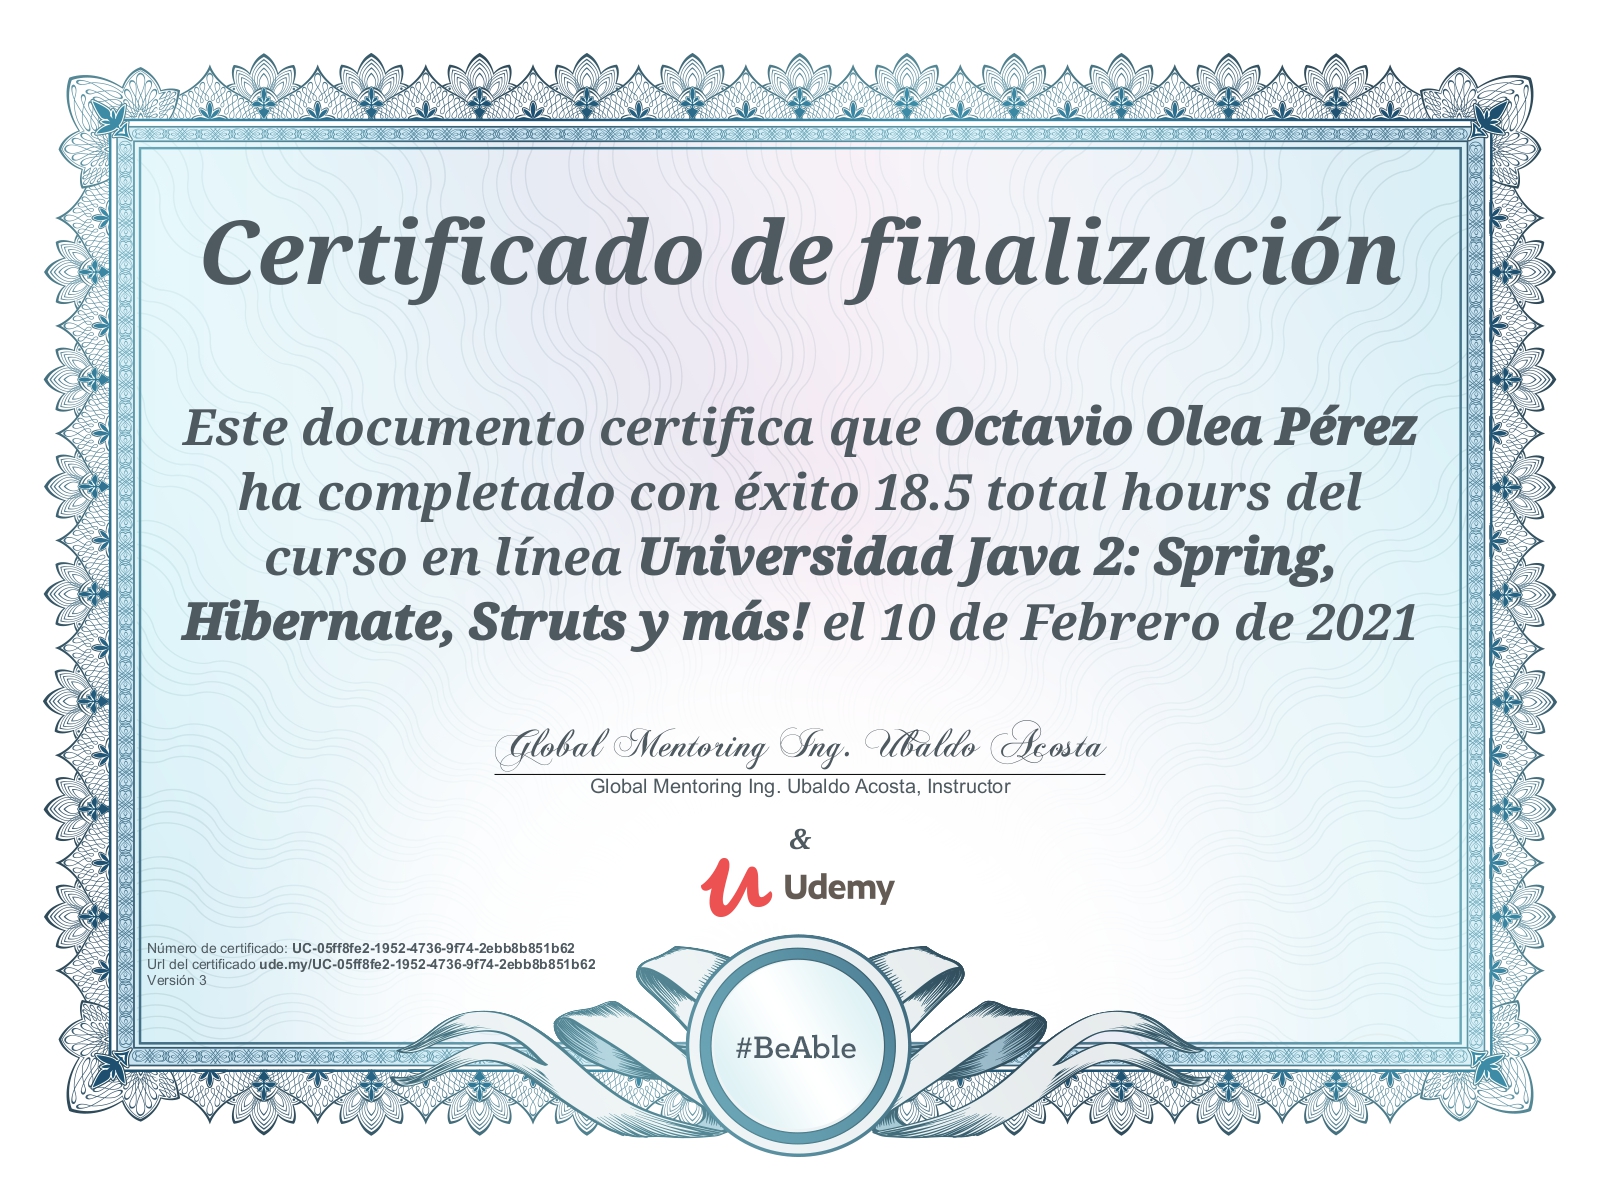 Certificado de finalización
Este documento certifica que Octavio Olea Pérez
ha completado con éxito 18.5 total hours del
curso en línea Universidad Java 2: Spring,
Hibernate, Struts y más! el 10 de Febrero de 2021
Global Mentoring Ing. Ubaldo Acosta
Global Mentoring Ing. Ubaldo Acosta, Instructor
&
Udemy
Número de certificado: UC-05ff8fe2-1952-4736-9f74-2ebb8b851b62
Url del certificado ude.my/UC-05ff8fe2-1952-4736-9f74-2ebb8b851b62
Versión 3
#BeAble